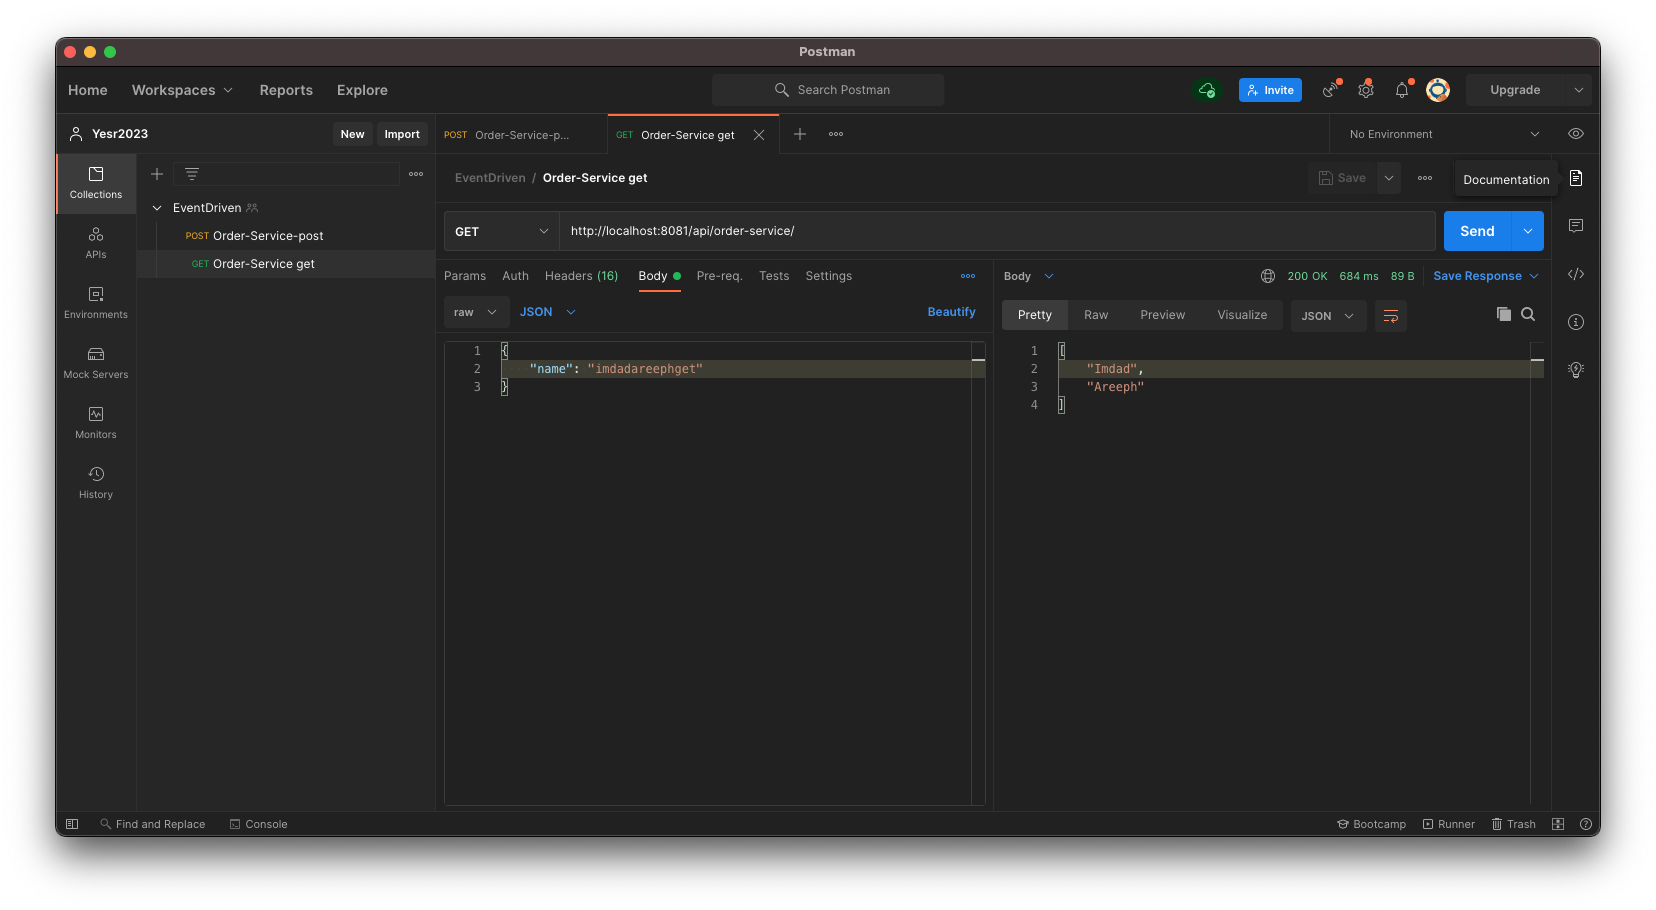 Postman
Home Workspaces Reports Explore Search Postman Invite Upgrade
Yesr2023 New Import POST Order-Service-p... GET Order-Service get No Environment
Collections
EventDriven / Order-Service get Save Documentation
EventDriven
POST Order-Service-post
GET Order-Service get
GET http://localhost:8081/api/order-service/ Send
APIs
Environments
Mock Servers
Monitors
History
Params Auth Headers (16) Body Pre-req. Tests Settings
raw JSON Beautify
1 {
2 "name": "imdadareephget"
3 }
Body 200 OK 684 ms 89 B Save Response
Pretty Raw Preview Visualize JSON
1 [
2 "Imdad",
3 "Areeph"
4 ]
Find and Replace Console Bootcamp Runner Trash